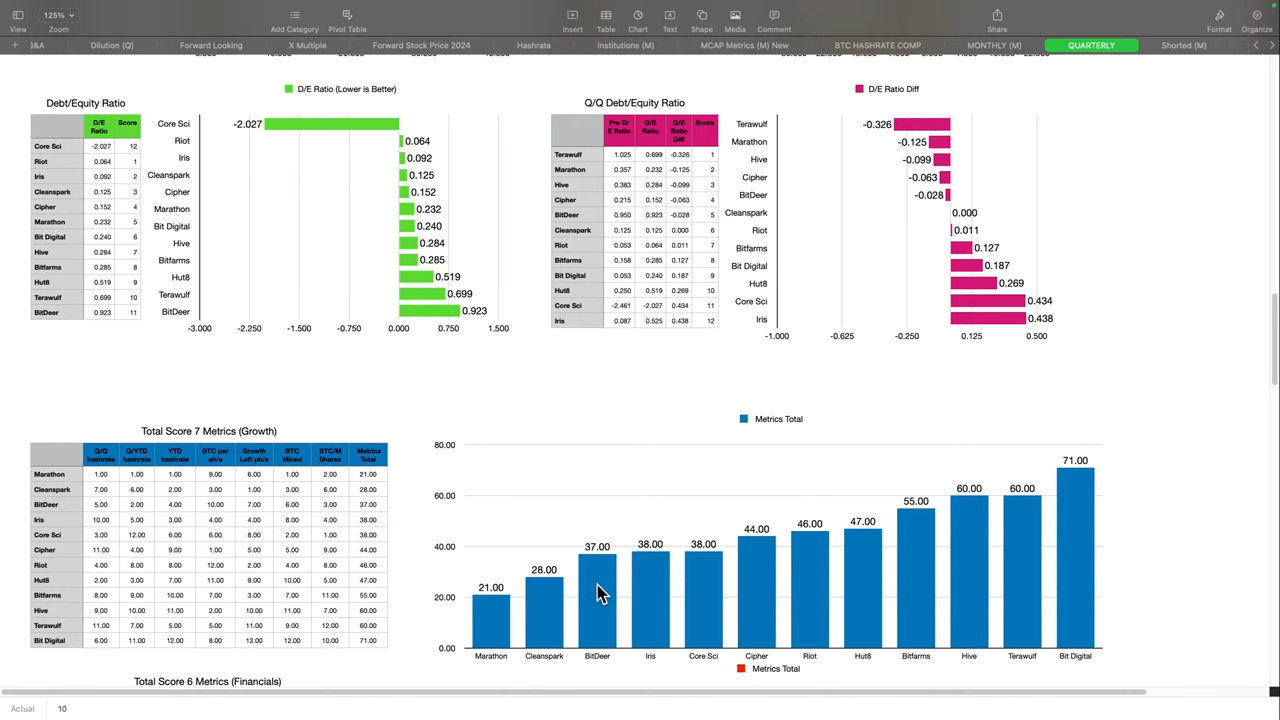 125%
View Zoom Add Category Pivot Table Insert Table Chart Text Shape Media Comment Share Format Organize
S&A Dilution (Q) Forward Looking X Multiple Forward Stock Price 2024 Hashrate Institutions (M) MCAP Metrics (M) New BTC HASHRATE COMP MONTHLY (M) QUARTERLY Shorted (M)
Debt/Equity Ratio
D/E Ratio Score
Core Sci -2.027 12
Riot 0.064 1
Iris 0.092 2
Cleanspark 0.125 3
Cipher 0.152 4
Marathon 0.232 5
Bit Digital 0.240 6
Hive 0.284 7
Bitfarms 0.285 8
Hut8 0.519 9
Terawulf 0.699 10
BitDeer 0.923 11
D/E Ratio (Lower is Better)
Core Sci -2.027
Riot 0.064
Iris 0.092
Cleanspark 0.125
Cipher 0.152
Marathon 0.232
Bit Digital 0.240
Hive 0.284
Bitfarms 0.285
Hut8 0.519
Terawulf 0.699
BitDeer 0.923
-3.000 -2.250 -1.500 -0.750 0.000 0.750 1.500
Q/Q Debt/Equity Ratio
Pre D/E Ratio D/E Ratio D/E Ratio Diff Score
Terawulf 1.025 0.699 -0.326 1
Marathon 0.357 0.232 -0.125 2
Hive 0.383 0.284 -0.099 3
Cipher 0.215 0.152 -0.063 4
BitDeer 0.950 0.923 -0.028 5
Cleanspark 0.125 0.125 0.000 6
Riot 0.053 0.064 0.011 7
Bitfarms 0.158 0.285 0.127 8
Bit Digital 0.053 0.240 0.187 9
Hut8 0.250 0.519 0.269 10
Core Sci -2.461 -2.027 0.434 11
Iris 0.087 0.525 0.438 12
D/E Ratio Diff
Terawulf -0.326
Marathon -0.125
Hive -0.099
Cipher -0.063
BitDeer -0.028
Cleanspark 0.000
Riot 0.011
Bitfarms 0.127
Bit Digital 0.187
Hut8 0.269
Core Sci 0.434
Iris 0.438
-1.000 -0.625 -0.250 0.125 0.500
Total Score 7 Metrics (Growth)
Q/Q hashrate Q/YTD hashrate YTD hashrate BTC per eh/s Growth Left ph/s BTC Mined BTC/M Shares Metrics Total
Marathon 1.00 1.00 1.00 9.00 6.00 1.00 2.00 21.00
Cleanspark 7.00 6.00 2.00 3.00 1.00 3.00 6.00 28.00
BitDeer 5.00 2.00 4.00 10.00 7.00 6.00 3.00 37.00
Iris 10.00 5.00 3.00 4.00 4.00 8.00 4.00 38.00
Core Sci 3.00 12.00 6.00 6.00 8.00 2.00 1.00 38.00
Cipher 11.00 4.00 9.00 1.00 5.00 5.00 9.00 44.00
Riot 4.00 8.00 8.00 12.00 2.00 4.00 8.00 46.00
Hut8 2.00 3.00 7.00 11.00 9.00 10.00 5.00 47.00
Bitfarms 8.00 9.00 10.00 7.00 3.00 7.00 11.00 55.00
Hive 9.00 10.00 11.00 2.00 10.00 11.00 7.00 60.00
Terawulf 11.00 7.00 5.00 5.00 11.00 9.00 12.00 60.00
Bit Digital 6.00 11.00 12.00 8.00 12.00 12.00 10.00 71.00
Metrics Total
80.00
60.00
40.00
20.00
0.00
21.00 28.00 37.00 38.00 38.00 44.00 46.00 47.00 55.00 60.00 60.00 71.00
Marathon Cleanspark BitDeer Iris Core Sci Cipher Riot Hut8 Bitfarms Hive Terawulf Bit Digital
Metrics Total
Total Score 6 Metrics (Financials)
Actual 10